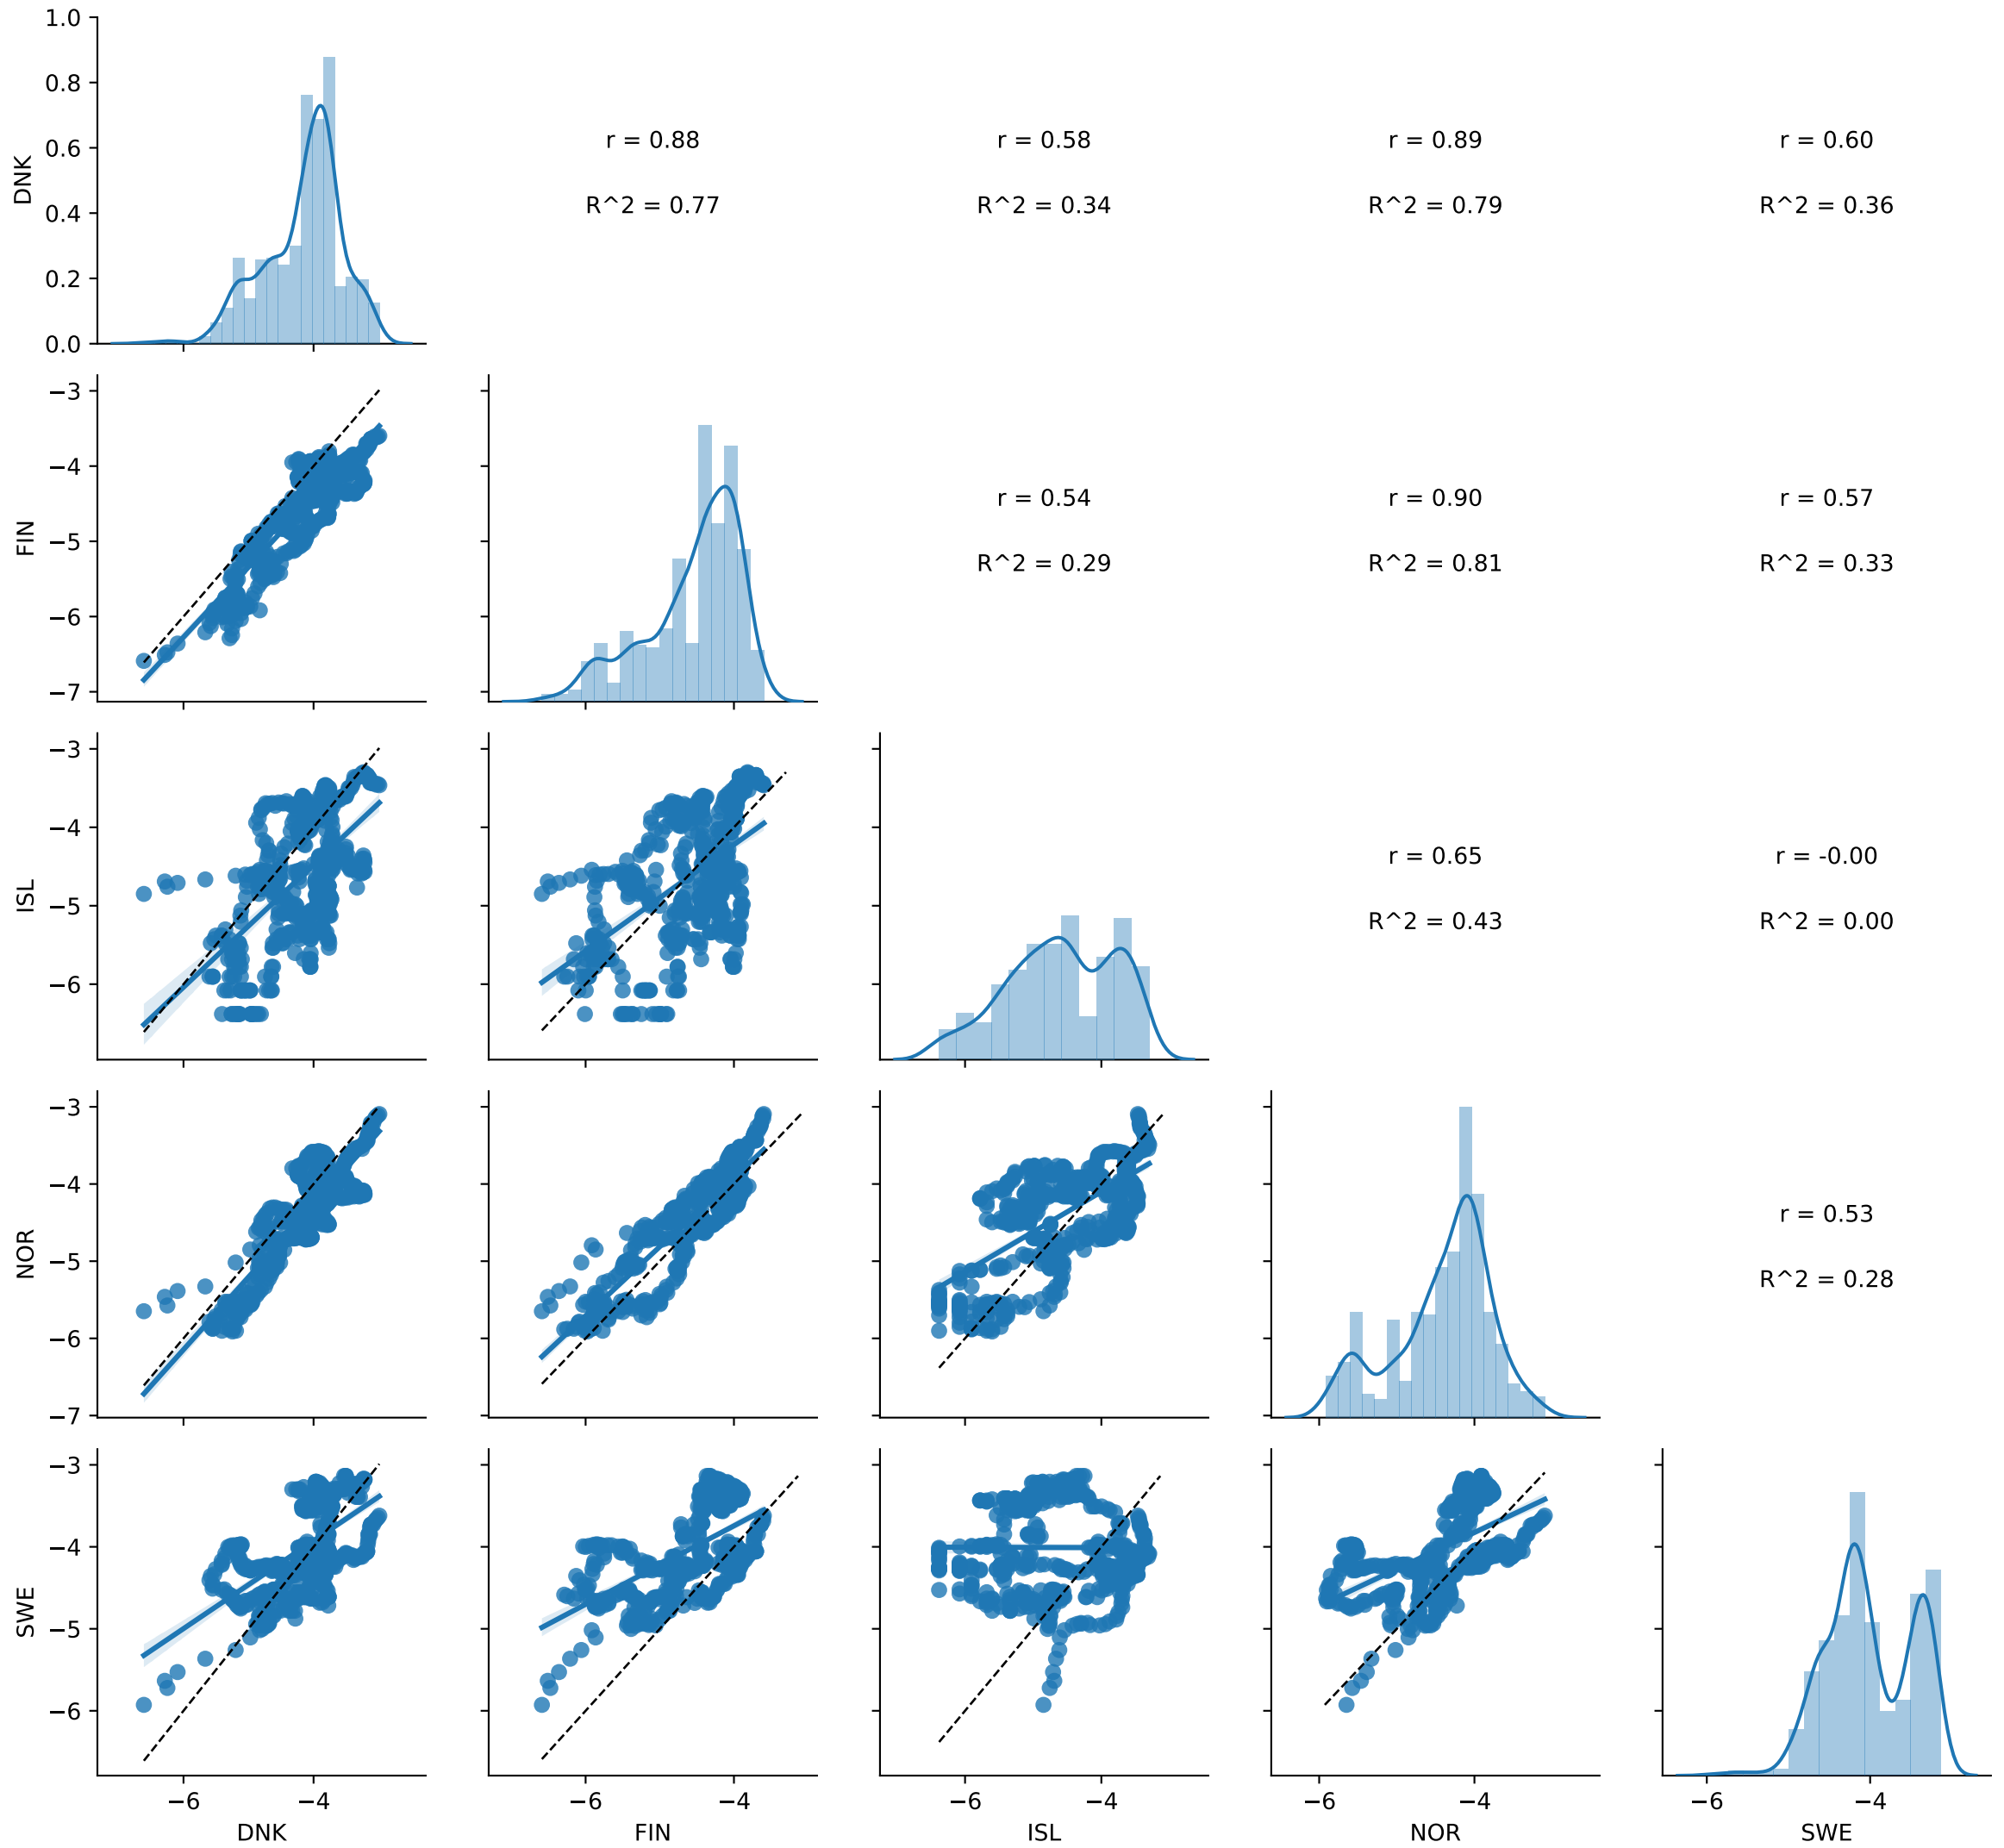 1.0
0.8
0.6
0.4
0.2
0.0
DNK
r = 0.88
R^2 = 0.77
r = 0.58
R^2 = 0.34
r = 0.89
R^2 = 0.79
r = 0.60
R^2 = 0.36
−3
−4
−5
−6
−7
FIN
r = 0.54
R^2 = 0.29
r = 0.90
R^2 = 0.81
r = 0.57
R^2 = 0.33
−3
−4
−5
−6
ISL
r = 0.65
R^2 = 0.43
r = -0.00
R^2 = 0.00
−3
−4
−5
−6
−7
NOR
r = 0.53
R^2 = 0.28
−3
−4
−5
−6
SWE
−6 −4
−6 −4
−6 −4
−6 −4
−6 −4
DNK
FIN
ISL
NOR
SWE